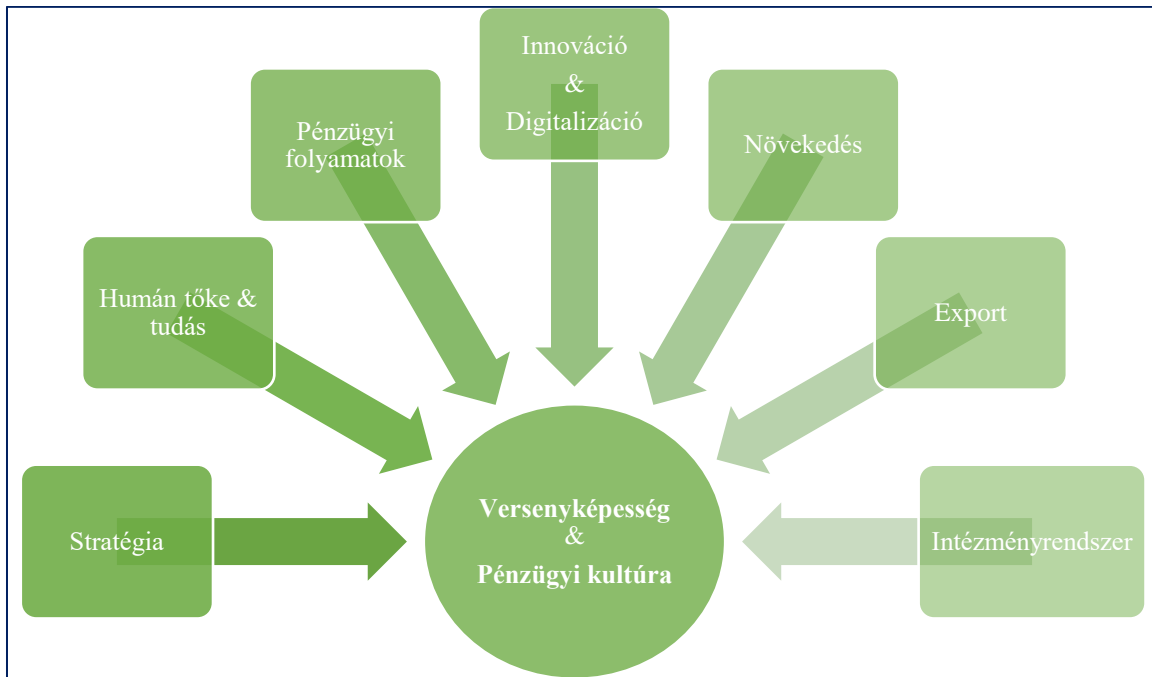 Innováció
&
Digitalizáció
Pénzügyi
folyamatok
Növekedés
Humán tőke &
tudás
Export
Stratégia
Versenyképesség
&
Pénzügyi kultúra
Intézményrendszer